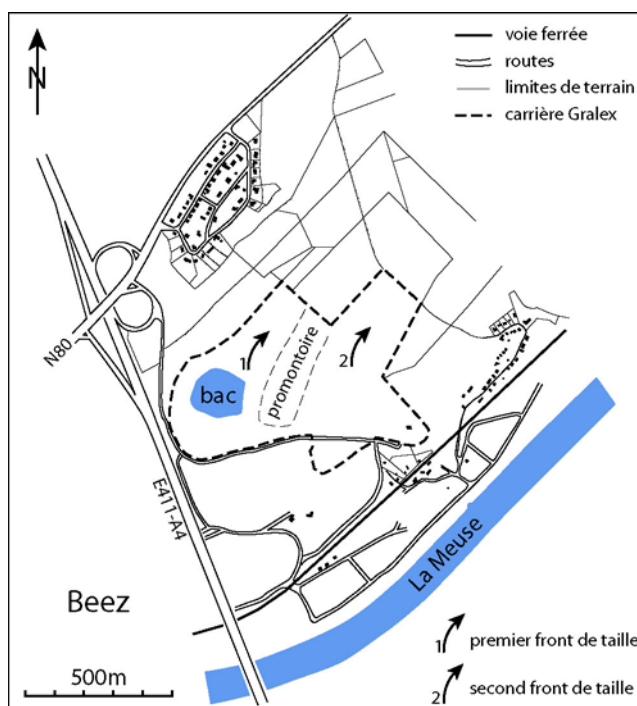 N
voie ferrée
routes
limites de terrain
carrière Gralex
N80
1
promontoire
2
bac
E411-A4
La Meuse
Beez
500m
1 premier front de taille
2 second front de taille